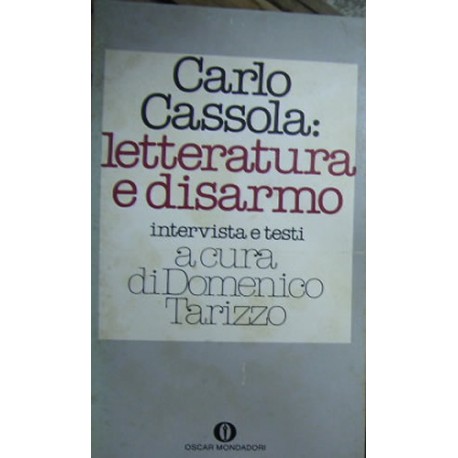 Carlo
Cassola:
letteratura
e disarmo
intervista e testi
a cura
di Domenico
Tarizzo
OSCAR MONDADORI